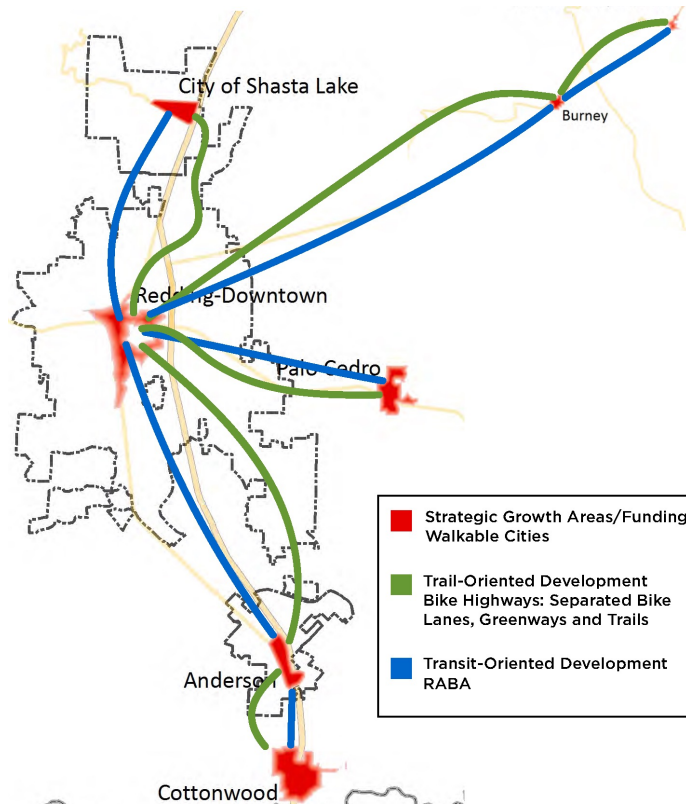 City of Shasta Lake
Burney
Redding-Downtown
Palo Cedro
Strategic Growth Areas/Funding
Walkable Cities
Trail-Oriented Development
Bike Highways: Separated Bike
Lanes, Greenways and Trails
Transit-Oriented Development
RABA
Anderson
Cottonwood